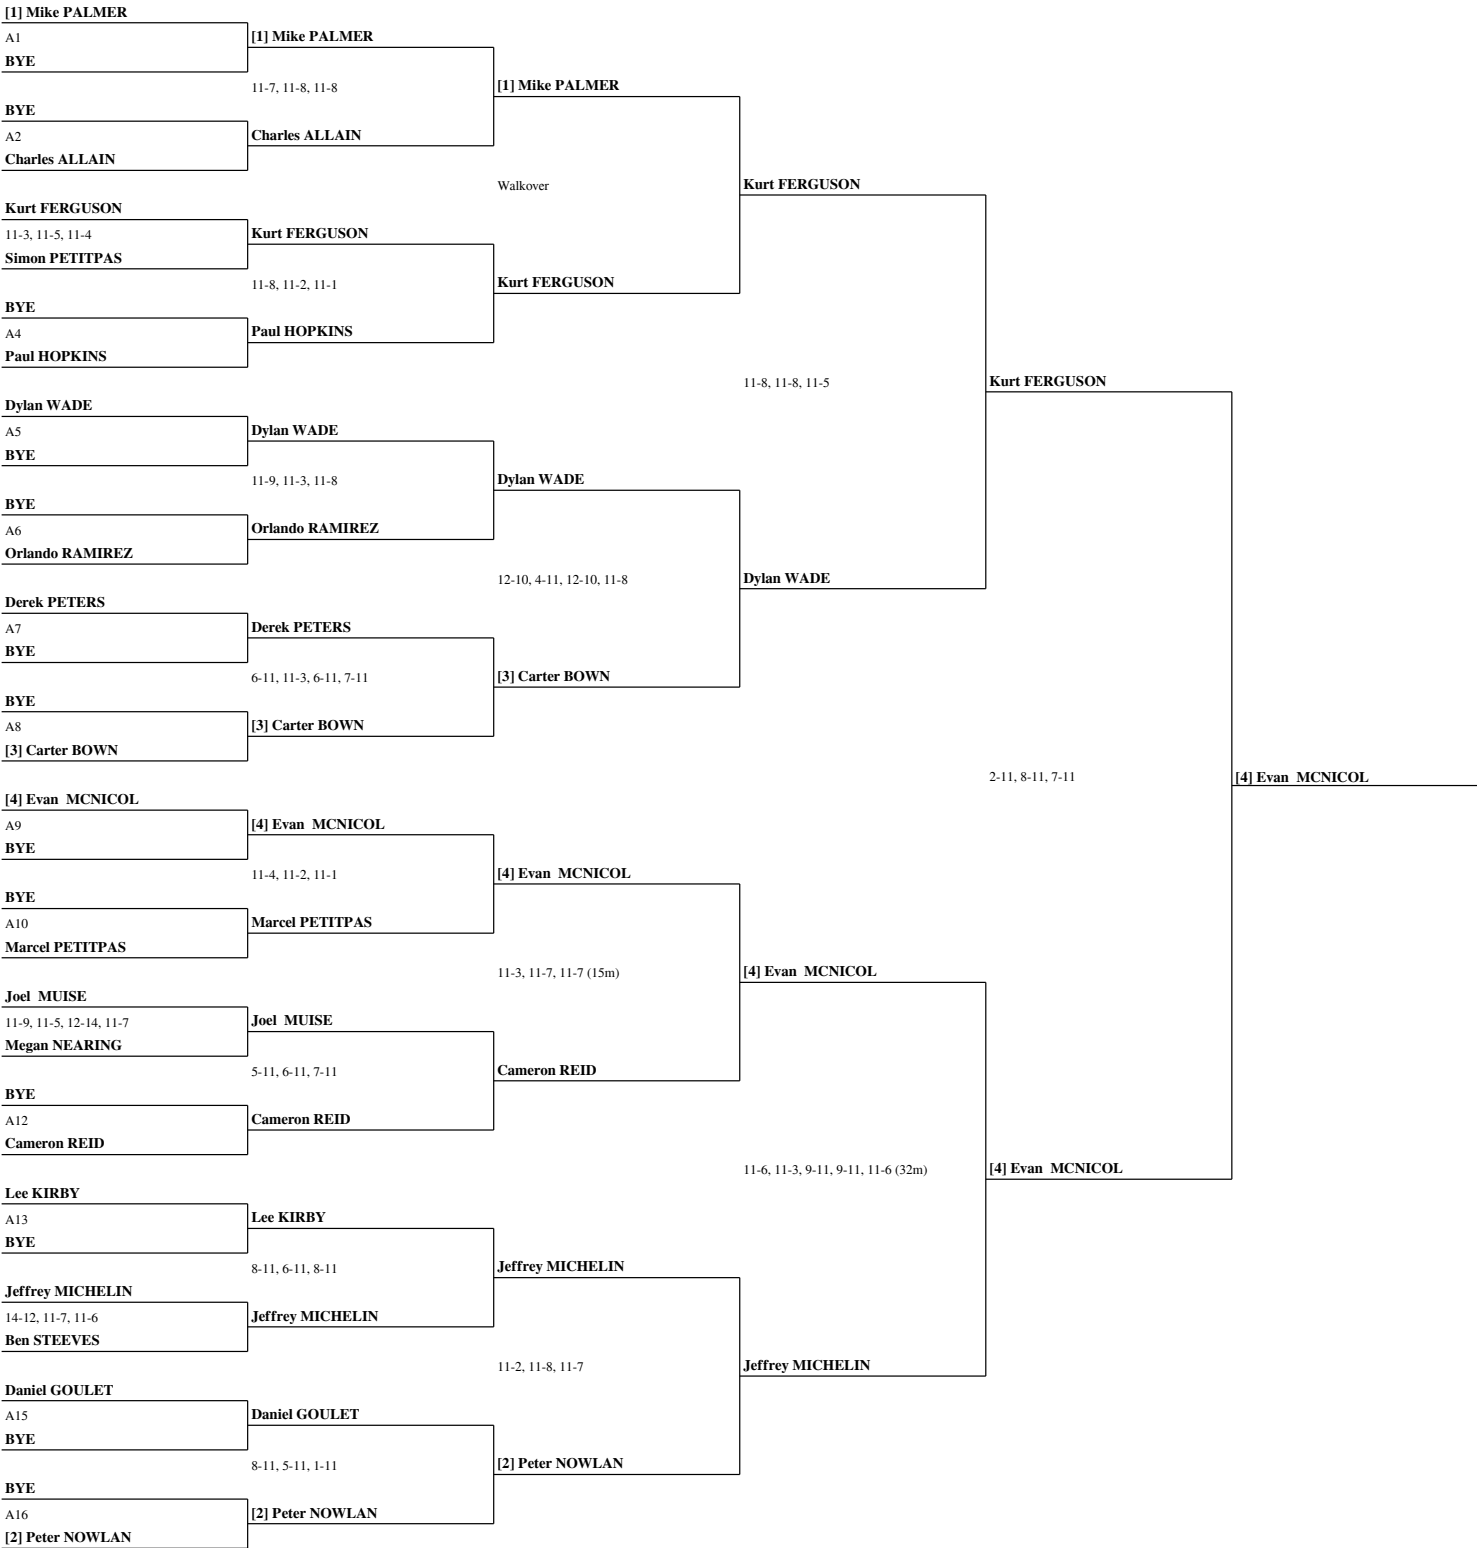 [1] Mike PALMER
A1
BYE
BYE
A2
Charles ALLAIN
Kurt FERGUSON
11-3, 11-5, 11-4
Simon PETITPAS
BYE
A4
Paul HOPKINS
Dylan WADE
A5
BYE
BYE
A6
Orlando RAMIREZ
Derek PETERS
A7
BYE
BYE
A8
[3] Carter BOWN
[4] Evan  MCNICOL
A9
BYE
BYE
A10
Marcel PETITPAS
Joel  MUISE
11-9, 11-5, 12-14, 11-7
Megan NEARING
BYE
A12
Cameron REID
Lee KIRBY
A13
BYE
Jeffrey MICHELIN
14-12, 11-7, 11-6
Ben STEEVES
Daniel GOULET
A15
BYE
BYE
A16
[2] Peter NOWLAN
[1] Mike PALMER
11-7, 11-8, 11-8
Charles ALLAIN
Kurt FERGUSON
11-8, 11-2, 11-1
Paul HOPKINS
Dylan WADE
11-9, 11-3, 11-8
Orlando RAMIREZ
Derek PETERS
6-11, 11-3, 6-11, 7-11
[3] Carter BOWN
[4] Evan  MCNICOL
11-4, 11-2, 11-1
Marcel PETITPAS
Joel  MUISE
5-11, 6-11, 7-11
Cameron REID
Lee KIRBY
8-11, 6-11, 8-11
Jeffrey MICHELIN
Daniel GOULET
8-11, 5-11, 1-11
[2] Peter NOWLAN
[1] Mike PALMER
Walkover
Kurt FERGUSON
Dylan WADE
12-10, 4-11, 12-10, 11-8
[3] Carter BOWN
[4] Evan  MCNICOL
11-3, 11-7, 11-7 (15m)
Cameron REID
Jeffrey MICHELIN
11-2, 11-8, 11-7
[2] Peter NOWLAN
Kurt FERGUSON
11-8, 11-8, 11-5
Dylan WADE
[4] Evan  MCNICOL
11-6, 11-3, 9-11, 9-11, 11-6 (32m)
Jeffrey MICHELIN
Kurt FERGUSON
2-11, 8-11, 7-11
[4] Evan  MCNICOL
[4] Evan  MCNICOL